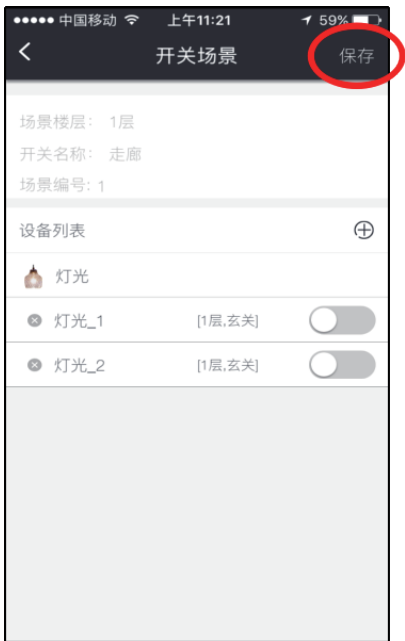 中国移动 上午11:21 59%
开关场景 保存
场景楼层： 1层
开关名称： 走廊
场景编号: 1
设备列表
灯光
灯光_1 [1层,玄关]
灯光_2 [1层,玄关]